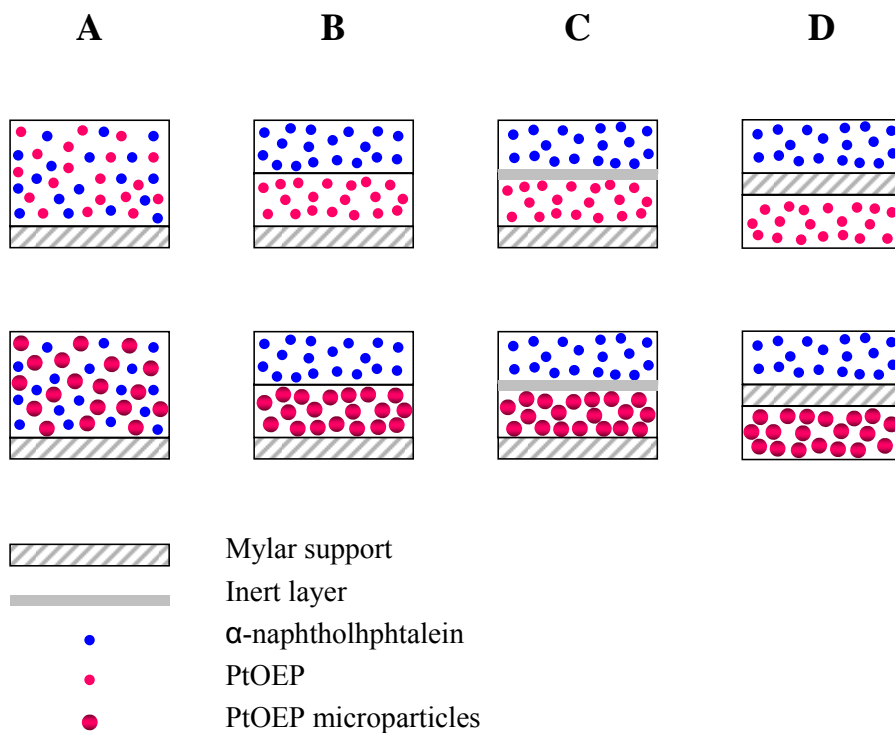 A B C D
Mylar support
Inert layer
α-naphtholhphtalein
PtOEP
PtOEP microparticles